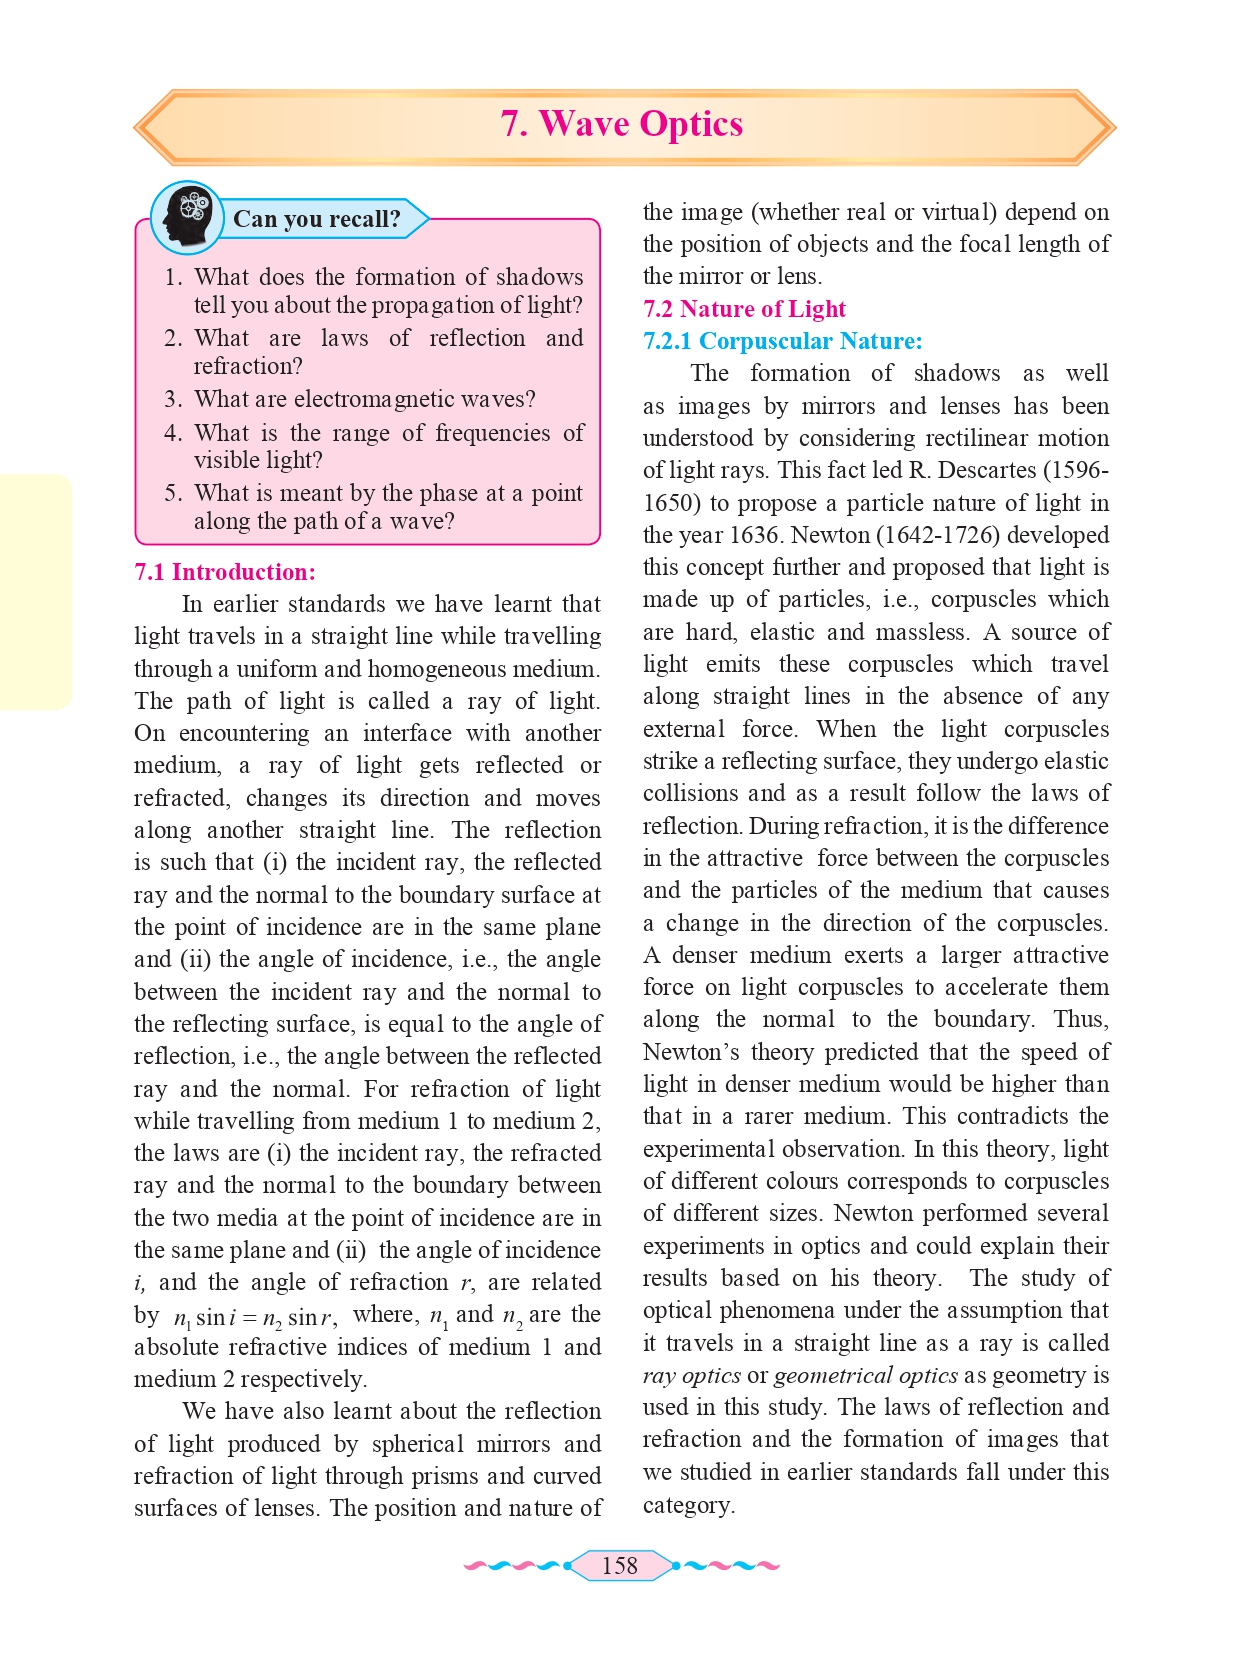 7. Wave Optics
Can you recall?
1. What does the formation of shadows
tell you about the propagation of light?
2. What are laws of reflection and
refraction?
3. What are electromagnetic waves?
4. What is the range of frequencies of
visible light?
5. What is meant by the phase at a point
along the path of a wave?
7.1 Introduction:
In earlier standards we have learnt that
light travels in a straight line while travelling
through a uniform and homogeneous medium.
The path of light is called a ray of light.
On encountering an interface with another
medium, a ray of light gets reflected or
refracted, changes its direction and moves
along another straight line. The reflection
is such that (i) the incident ray, the reflected
ray and the normal to the boundary surface at
the point of incidence are in the same plane
and (ii) the angle of incidence, i.e., the angle
between the incident ray and the normal to
the reflecting surface, is equal to the angle of
reflection, i.e., the angle between the reflected
ray and the normal. For refraction of light
while travelling from medium 1 to medium 2,
the laws are (i) the incident ray, the refracted
ray and the normal to the boundary between
the two media at the point of incidence are in
the same plane and (ii) the angle of incidence
i, and the angle of refraction r, are related
by n₁ sin i = n₂ sin r, where, n₁ and n₂ are the
absolute refractive indices of medium 1 and
medium 2 respectively.
We have also learnt about the reflection
of light produced by spherical mirrors and
refraction of light through prisms and curved
surfaces of lenses. The position and nature of
the image (whether real or virtual) depend on
the position of objects and the focal length of
the mirror or lens.
7.2 Nature of Light
7.2.1 Corpuscular Nature:
The formation of shadows as well
as images by mirrors and lenses has been
understood by considering rectilinear motion
of light rays. This fact led R. Descartes (1596-
1650) to propose a particle nature of light in
the year 1636. Newton (1642-1726) developed
this concept further and proposed that light is
made up of particles, i.e., corpuscles which
are hard, elastic and massless. A source of
light emits these corpuscles which travel
along straight lines in the absence of any
external force. When the light corpuscles
strike a reflecting surface, they undergo elastic
collisions and as a result follow the laws of
reflection. During refraction, it is the difference
in the attractive force between the corpuscles
and the particles of the medium that causes
a change in the direction of the corpuscles.
A denser medium exerts a larger attractive
force on light corpuscles to accelerate them
along the normal to the boundary. Thus,
Newton's theory predicted that the speed of
light in denser medium would be higher than
that in a rarer medium. This contradicts the
experimental observation. In this theory, light
of different colours corresponds to corpuscles
of different sizes. Newton performed several
experiments in optics and could explain their
results based on his theory. The study of
optical phenomena under the assumption that
it travels in a straight line as a ray is called
ray optics or geometrical optics as geometry is
used in this study. The laws of reflection and
refraction and the formation of images that
we studied in earlier standards fall under this
category.
158